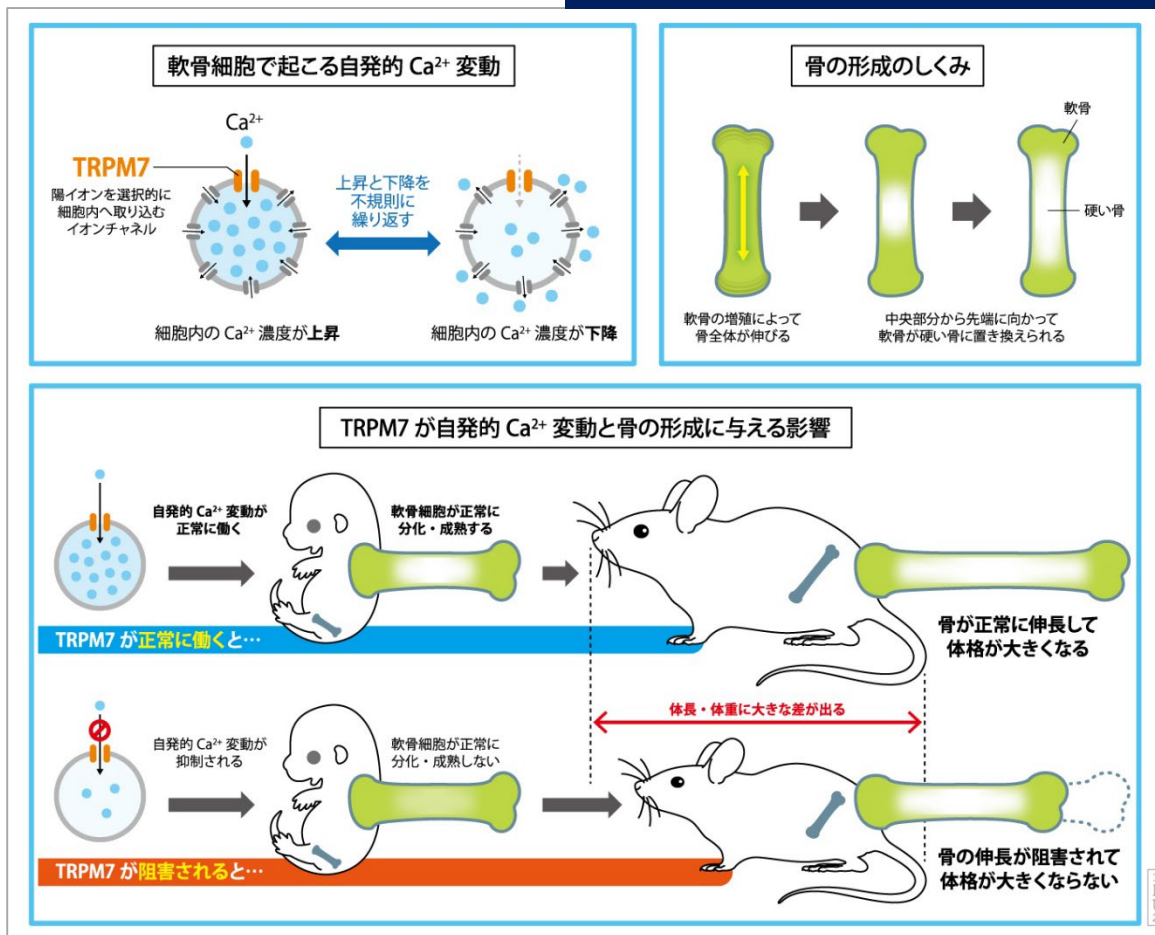 軟骨細胞で起こる自発的 Ca²⁺ 変動
Ca²⁺
TRPM7
陽イオンを選択的に
細胞内へ取り込む
イオンチャネル
上昇と下降を
不規則に
繰り返す
細胞内の Ca²⁺ 濃度が上昇
細胞内の Ca²⁺ 濃度が下降
骨の形成のしくみ
軟骨
硬い骨
軟骨の増殖によって
骨全体が伸びる
中央部分から先端に向かって
軟骨が硬い骨に置き換えられる
TRPM7 が自発的 Ca²⁺ 変動と骨の形成に与える影響
自発的 Ca²⁺ 変動が
正常に働く
軟骨細胞が正常に
分化・成熟する
TRPM7 が正常に働くと…
骨が正常に伸長して
体格が大きくなる
体長・体重に大きな差が出る
自発的 Ca²⁺ 変動が
抑制される
軟骨細胞が正常に
分化・成熟しない
TRPM7 が阻害されると…
骨の伸長が阻害されて
体格が大きくならない